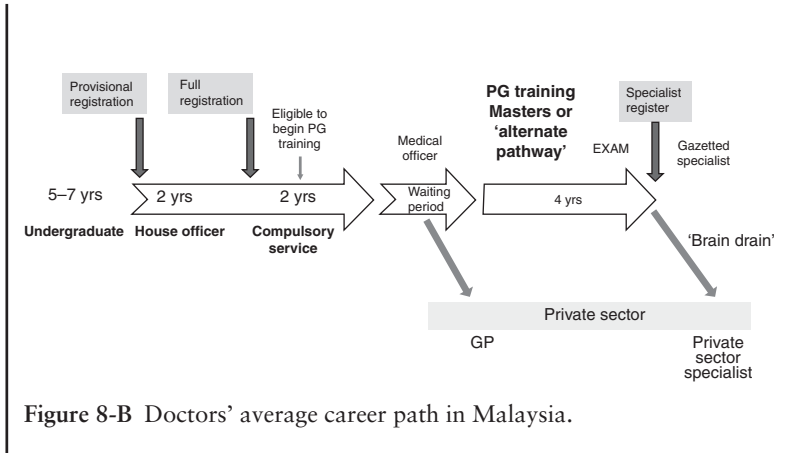 Provisional
registration
Full
registration
Eligible to
begin PG
training
Medical
officer
PG training
Masters or
‘alternate
pathway’
EXAM
Specialist
register
Gazetted
specialist
5–7 yrs
2 yrs
2 yrs
Waiting
period
4 yrs
Undergraduate
House officer
Compulsory
service
‘Brain drain’
Private sector
GP
Private
sector
specialist
Figure 8-B Doctors’ average career path in Malaysia.